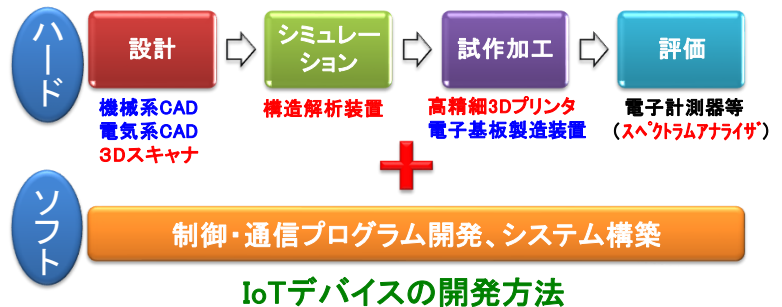 ハード
設計
シミュレー
ション
試作加工
評価
機械系CAD
電気系CAD
3Dスキャナ
構造解析装置
高精細3Dプリンタ
電子基板製造装置
電子計測器等
(スペクトラムアナライザ)
ソフト
制御・通信プログラム開発、システム構築
IoTデバイスの開発方法